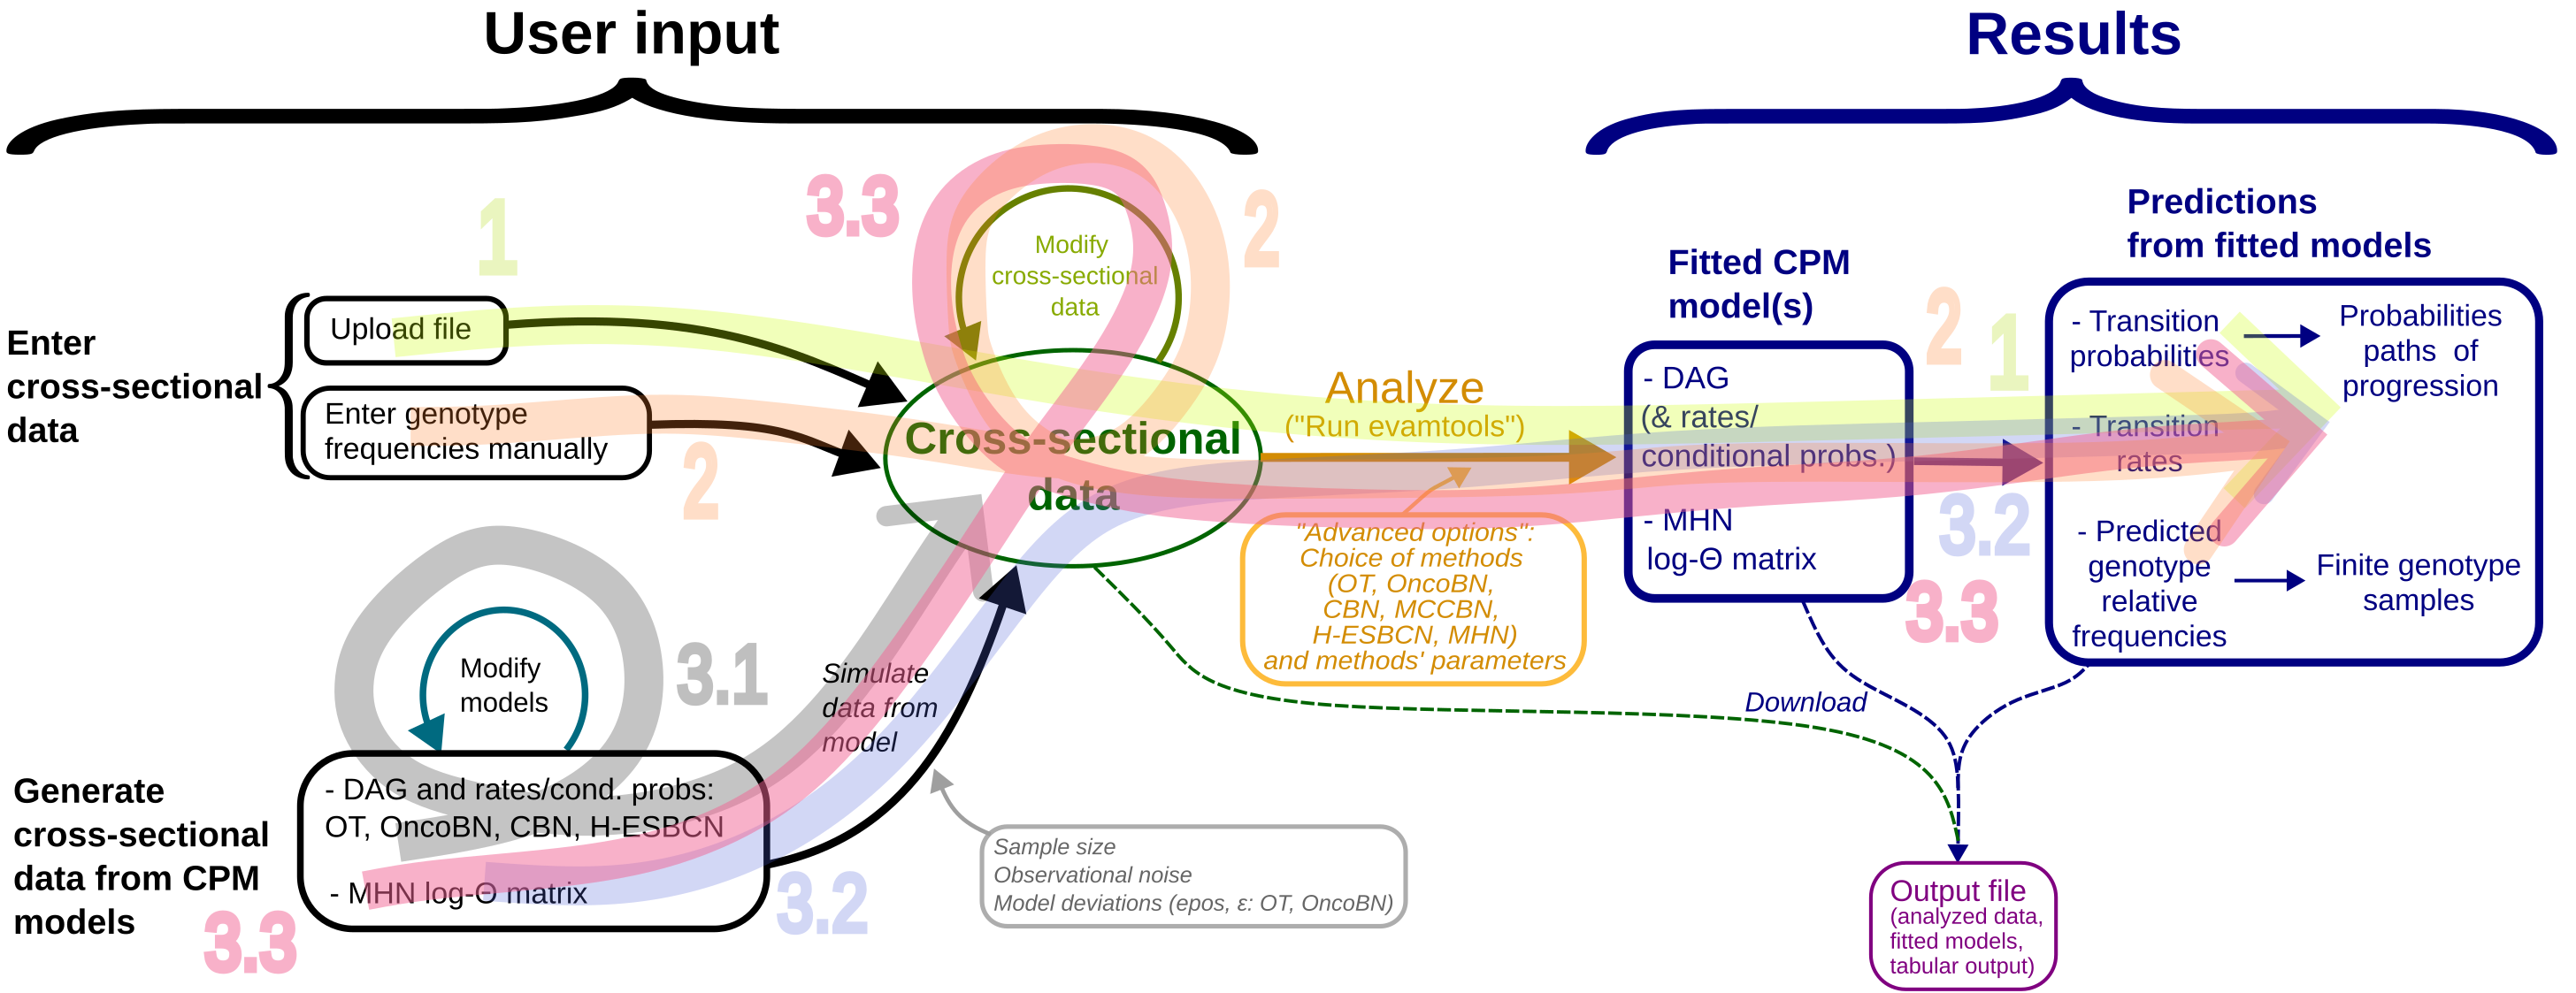 User input
Results
1
3.3
2
Predictions
from fitted models
Modify
cross-sectional
data
Fitted CPM
model(s)
2
1
Enter
cross-sectional
data
Upload file
Enter genotype
frequencies manually
2
Cross-sectional
data
Analyze
("Run evamtools")
"Advanced options":
Choice of methods
(OT, OncoBN,
CBN, MCCBN,
H-ESBCN, MHN)
and methods' parameters
- DAG
(& rates/
conditional probs.)
- MHN
log-Θ matrix
3.2
3.3
- Transition
probabilities
Probabilities
paths of
progression
- Transition
rates
- Predicted
genotype
relative
frequencies
Finite genotype
samples
Modify
models
3.1
Simulate
data from
model
Download
Generate
cross-sectional
data from CPM
models
- DAG and rates/cond. probs:
OT, OncoBN, CBN, H-ESBCN
- MHN log-Θ matrix
3.3
3.2
Sample size
Observational noise
Model deviations (epos, ε: OT, OncoBN)
Output file
(analyzed data,
fitted models,
tabular output)